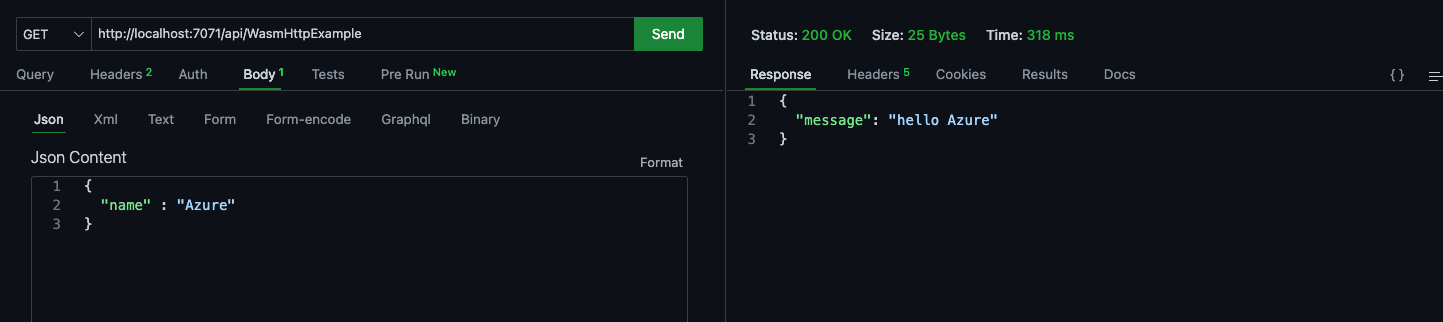 GET http://localhost:7071/api/WasmHttpExample Send
Query Headers 2 Auth Body 1 Tests Pre Run New
Json Xml Text Form Form-encode Graphql Binary
Json Content Format
1 {
2 "name" : "Azure"
3 }
Status: 200 OK Size: 25 Bytes Time: 318 ms
Response Headers 5 Cookies Results Docs { }
1 {
2 "message": "hello Azure"
3 }